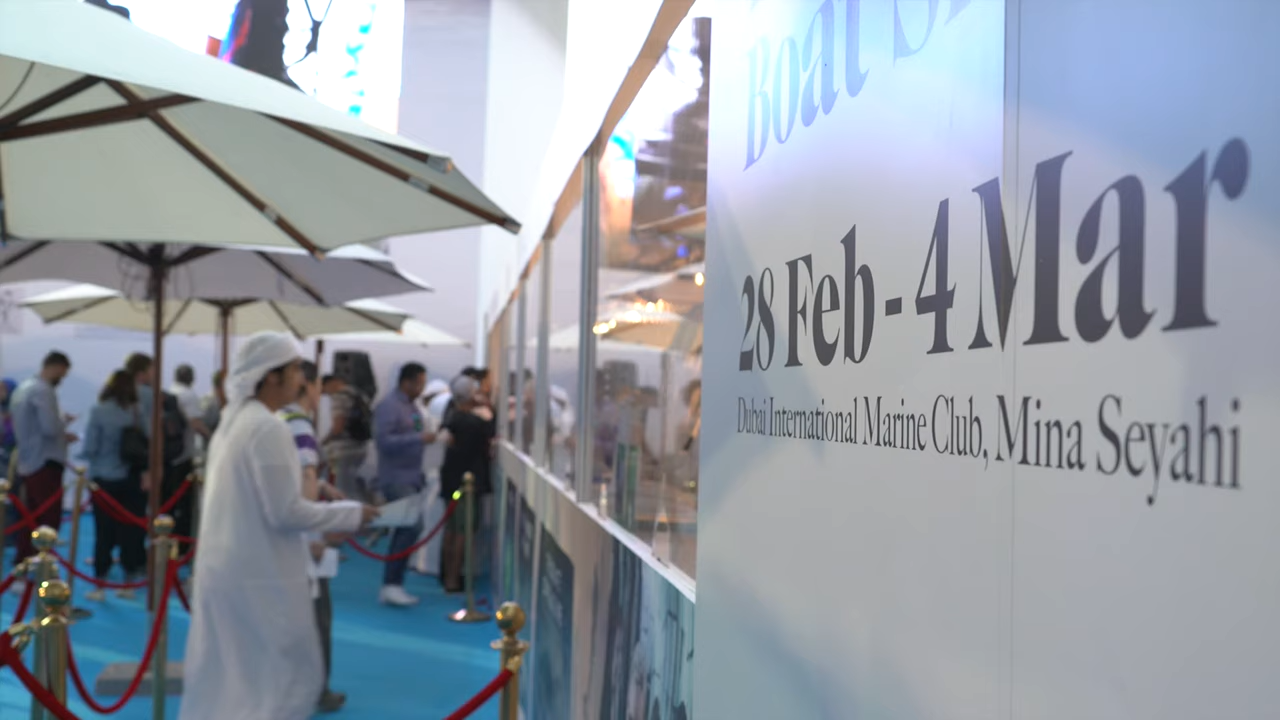 Boat
28 Feb - 4 Mar
Dubai International Marine Club, Mina Seyahi